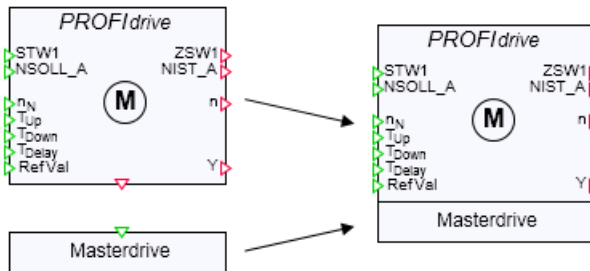 PROFIdrive
STW1 ZSW1
NSOLL_A NIST_A
M
nN n
TUp
TDown
TDelay
RefVal Y
Masterdrive
PROFIdrive
STW1 ZSW1
NSOLL_A NIST_A
M
nN n
TUp
TDown
TDelay
RefVal Y
Masterdrive